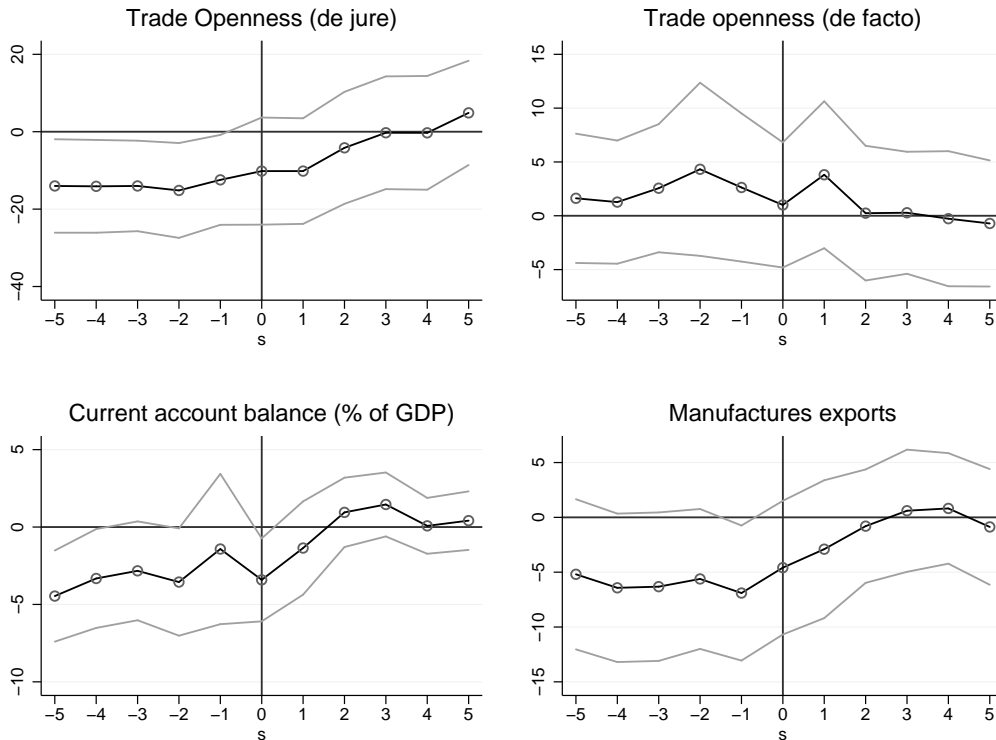 Trade Openness (de jure)
20
0
−20
−40
−5 −4 −3 −2 −1 0 1 2 3 4 5
s
Trade openness (de facto)
15
10
5
0
−5
−5 −4 −3 −2 −1 0 1 2 3 4 5
s
Current account balance (% of GDP)
5
0
−5
−10
−5 −4 −3 −2 −1 0 1 2 3 4 5
s
Manufactures exports
5
0
−5
−10
−15
−5 −4 −3 −2 −1 0 1 2 3 4 5
s